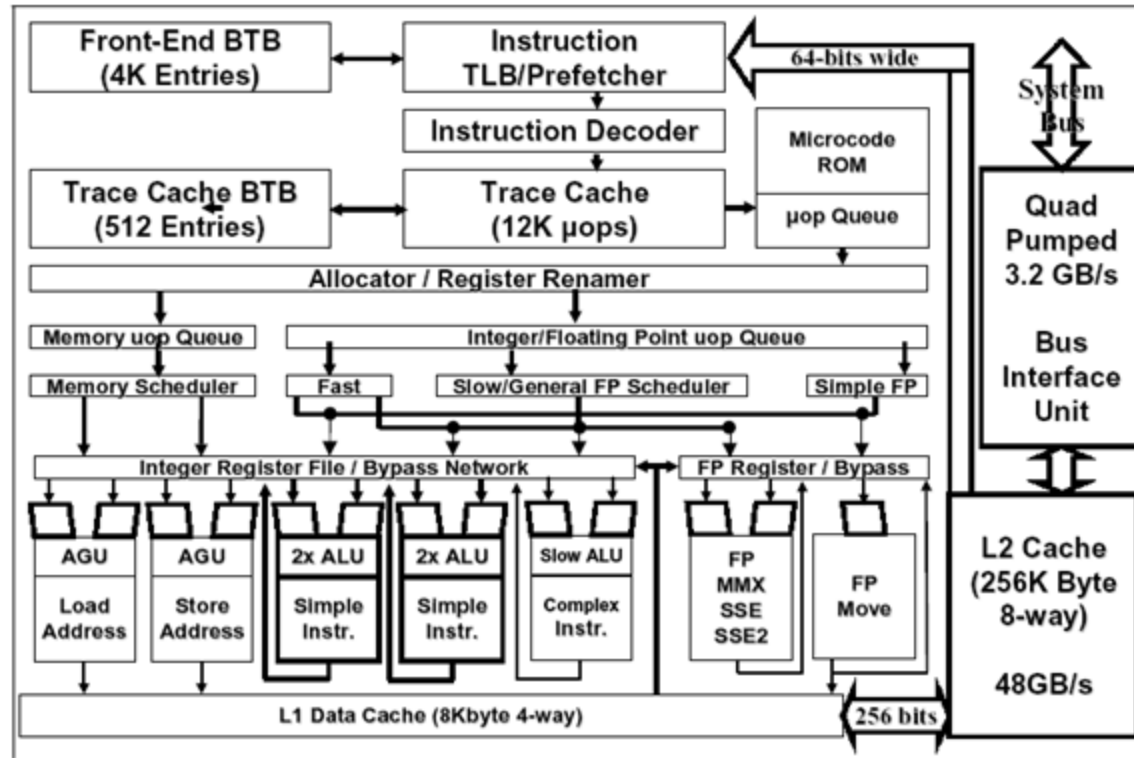 Front-End BTB
(4K Entries)
Instruction
TLB/Prefetcher
64-bits wide
System
Bus
Instruction Decoder
Microcode
ROM
Trace Cache BTB
(512 Entries)
Trace Cache
(12K µops)
µop Queue
Quad
Pumped
3.2 GB/s
Bus
Interface
Unit
Allocator / Register Renamer
Memory uop Queue
Integer/Floating Point uop Queue
Memory Scheduler
Fast
Slow/General FP Scheduler
Simple FP
Integer Register File / Bypass Network
FP Register / Bypass
AGU
Load
Address
AGU
Store
Address
2x ALU
Simple
Instr.
2x ALU
Simple
Instr.
Slow ALU
Complex
Instr.
FP
MMX
SSE
SSE2
FP
Move
L2 Cache
(256K Byte
8-way)
48GB/s
L1 Data Cache (8Kbyte 4-way)
256 bits